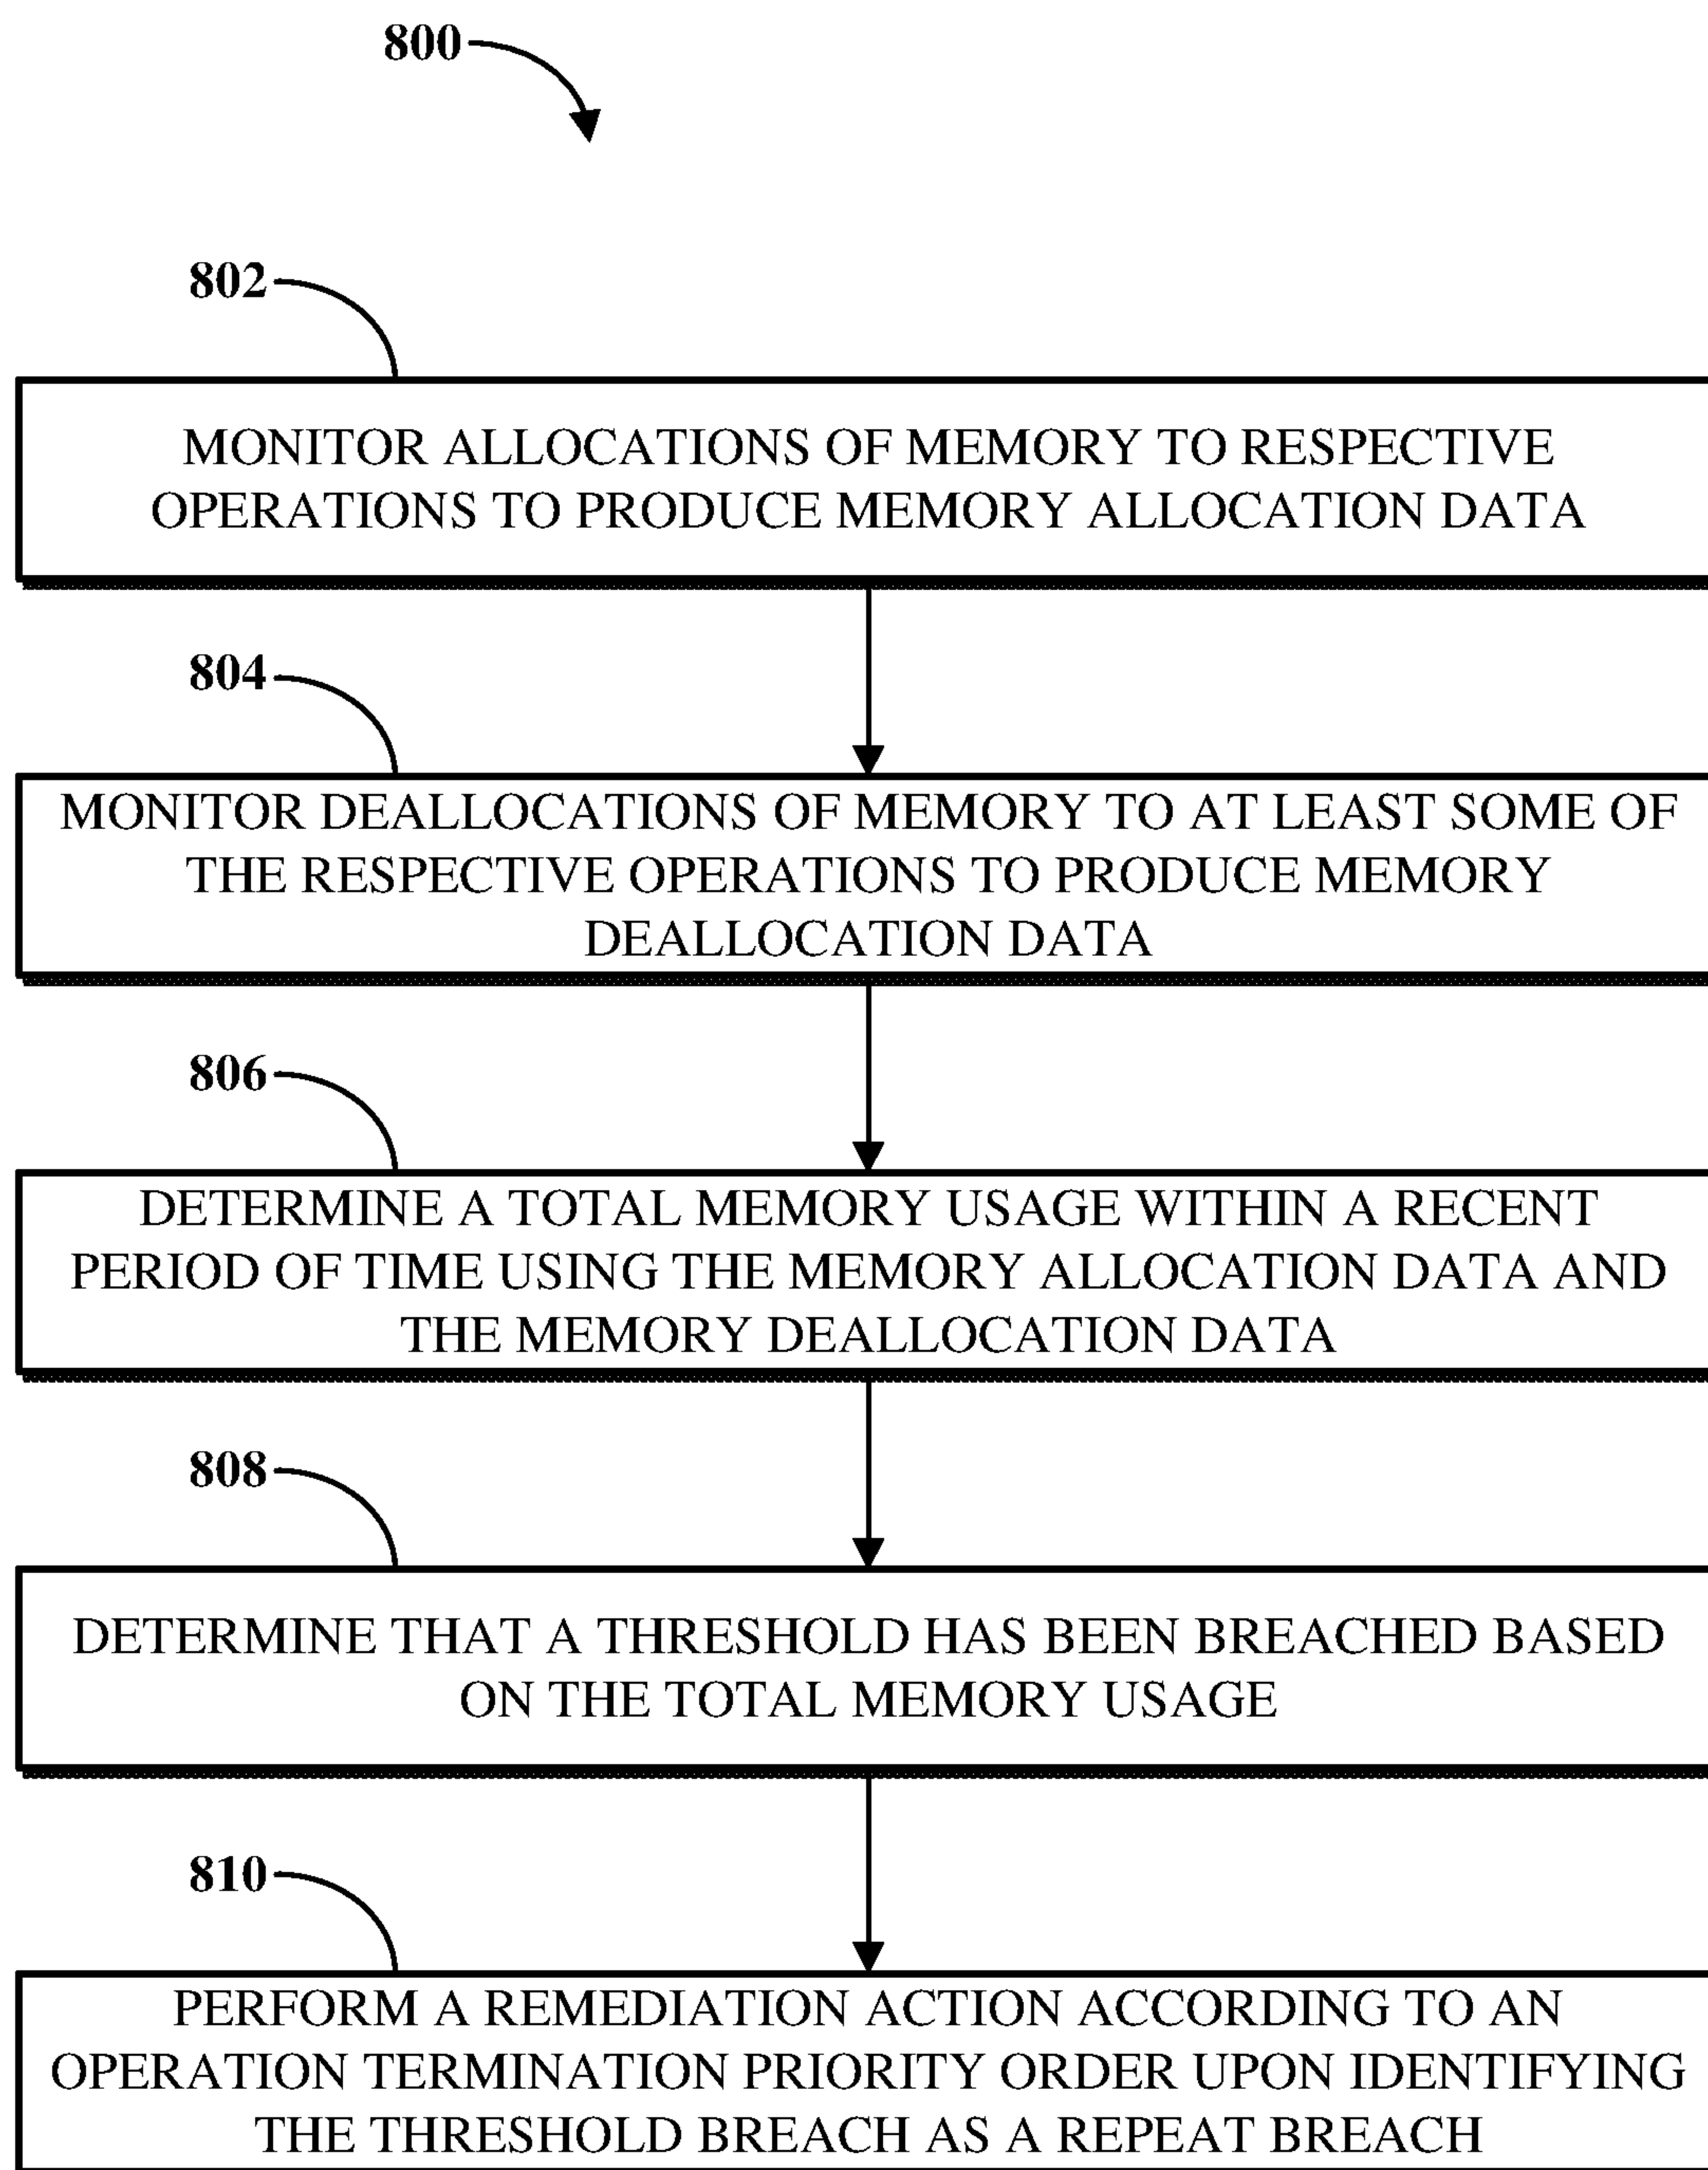 800
802
MONITOR ALLOCATIONS OF MEMORY TO RESPECTIVE
OPERATIONS TO PRODUCE MEMORY ALLOCATION DATA
804
MONITOR DEALLOCATIONS OF MEMORY TO AT LEAST SOME OF
THE RESPECTIVE OPERATIONS TO PRODUCE MEMORY
DEALLOCATION DATA
806
DETERMINE A TOTAL MEMORY USAGE WITHIN A RECENT
PERIOD OF TIME USING THE MEMORY ALLOCATION DATA AND
THE MEMORY DEALLOCATION DATA
808
DETERMINE THAT A THRESHOLD HAS BEEN BREACHED BASED
ON THE TOTAL MEMORY USAGE
810
PERFORM A REMEDIATION ACTION ACCORDING TO AN
OPERATION TERMINATION PRIORITY ORDER UPON IDENTIFYING
THE THRESHOLD BREACH AS A REPEAT BREACH